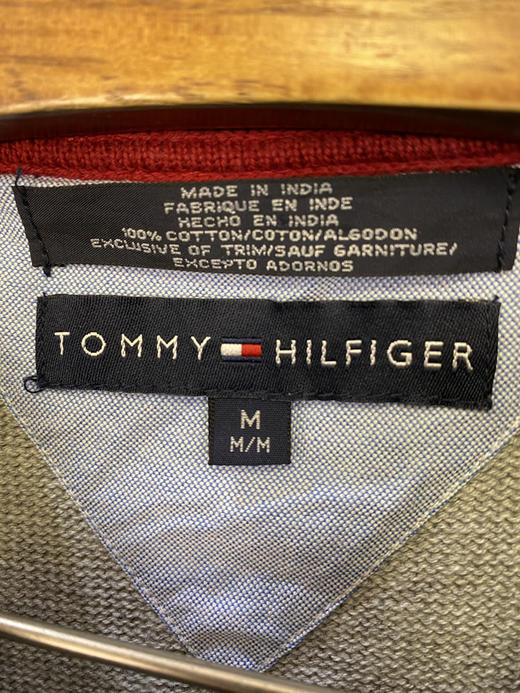 MADE IN INDIA
FABRIQUE EN INDE
HECHO EN INDIA
100% COTTON/COTON/ALGODON
EXCLUSIVE OF TRIM/SAUF GARNITURE/
EXCEPTO ADORNOS
TOMMY HILFIGER
M
M/M